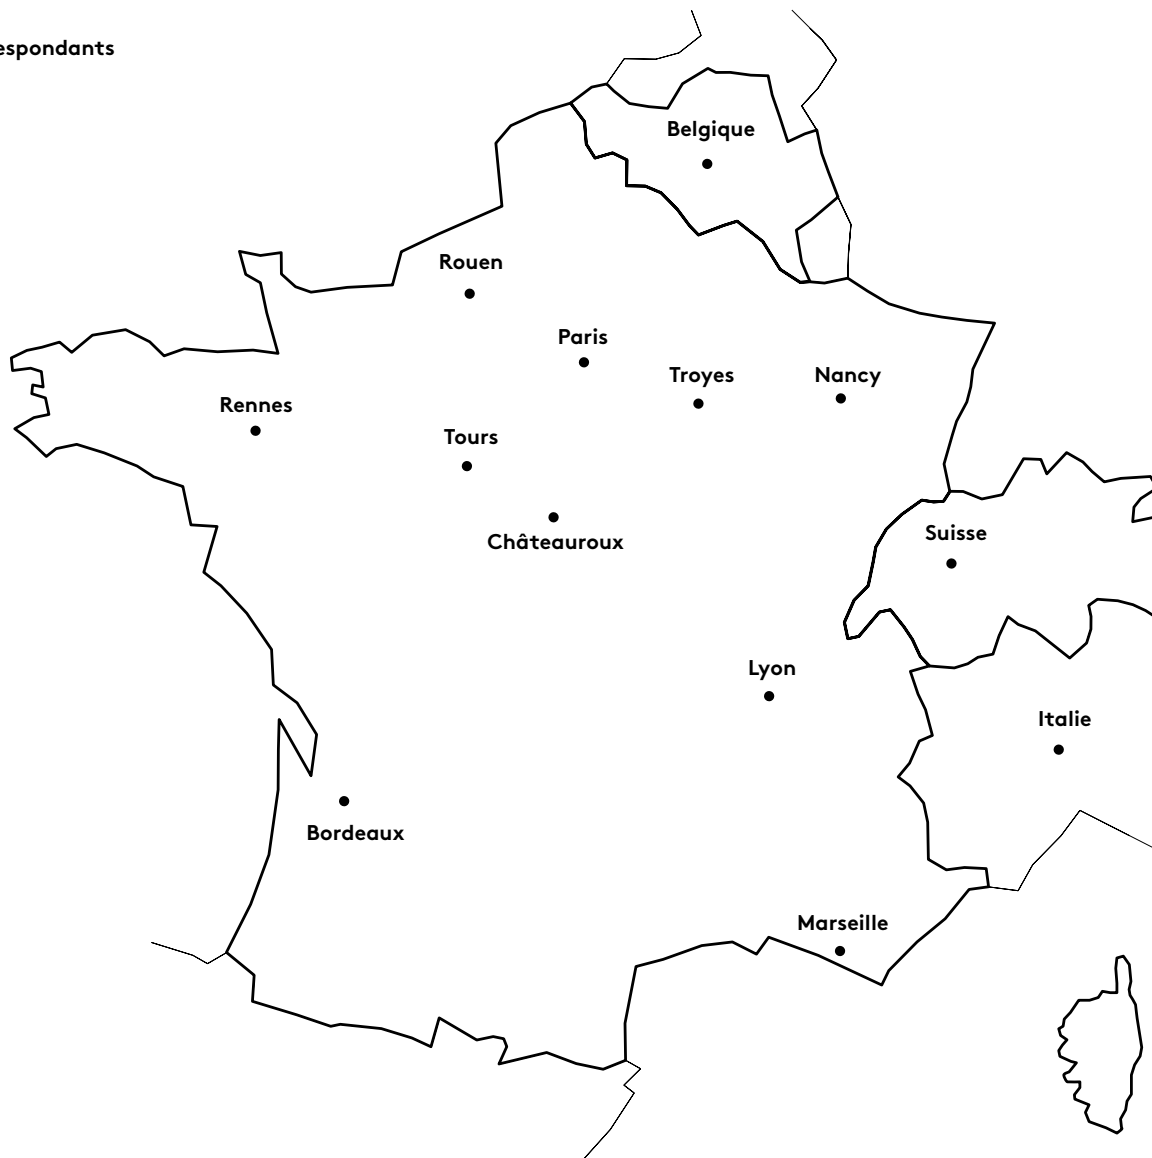 espondants
Belgique
Rouen
Paris
Troyes
Nancy
Rennes
Tours
Châteauroux
Suisse
Lyon
Italie
Bordeaux
Marseille